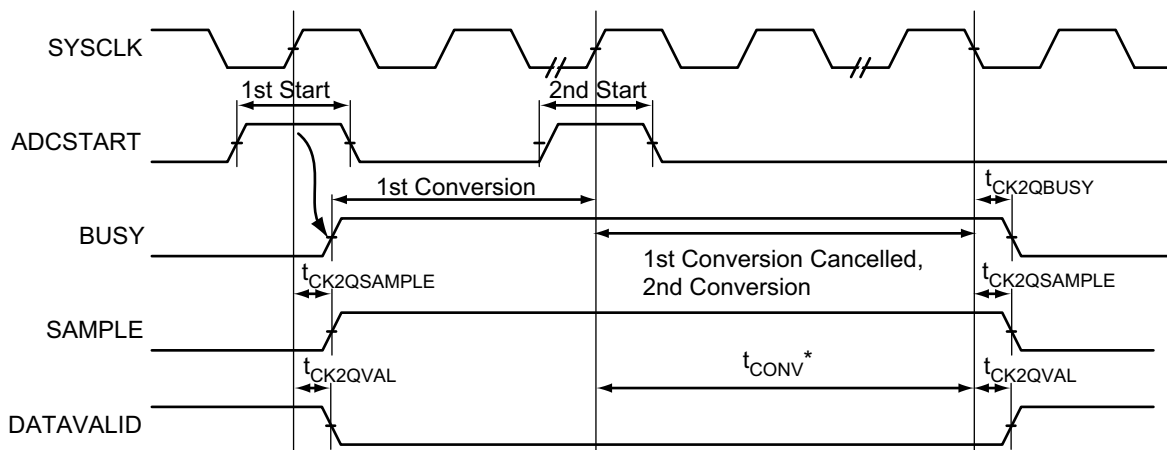 SYSCLK
1st Start
2nd Start
ADCSTART
1st Conversion
tCK2QBUSY
BUSY
1st Conversion Cancelled,
2nd Conversion
tCK2QSAMPLE
tCK2QSAMPLE
SAMPLE
tCK2QVAL
tCONV*
tCK2QVAL
DATAVALID